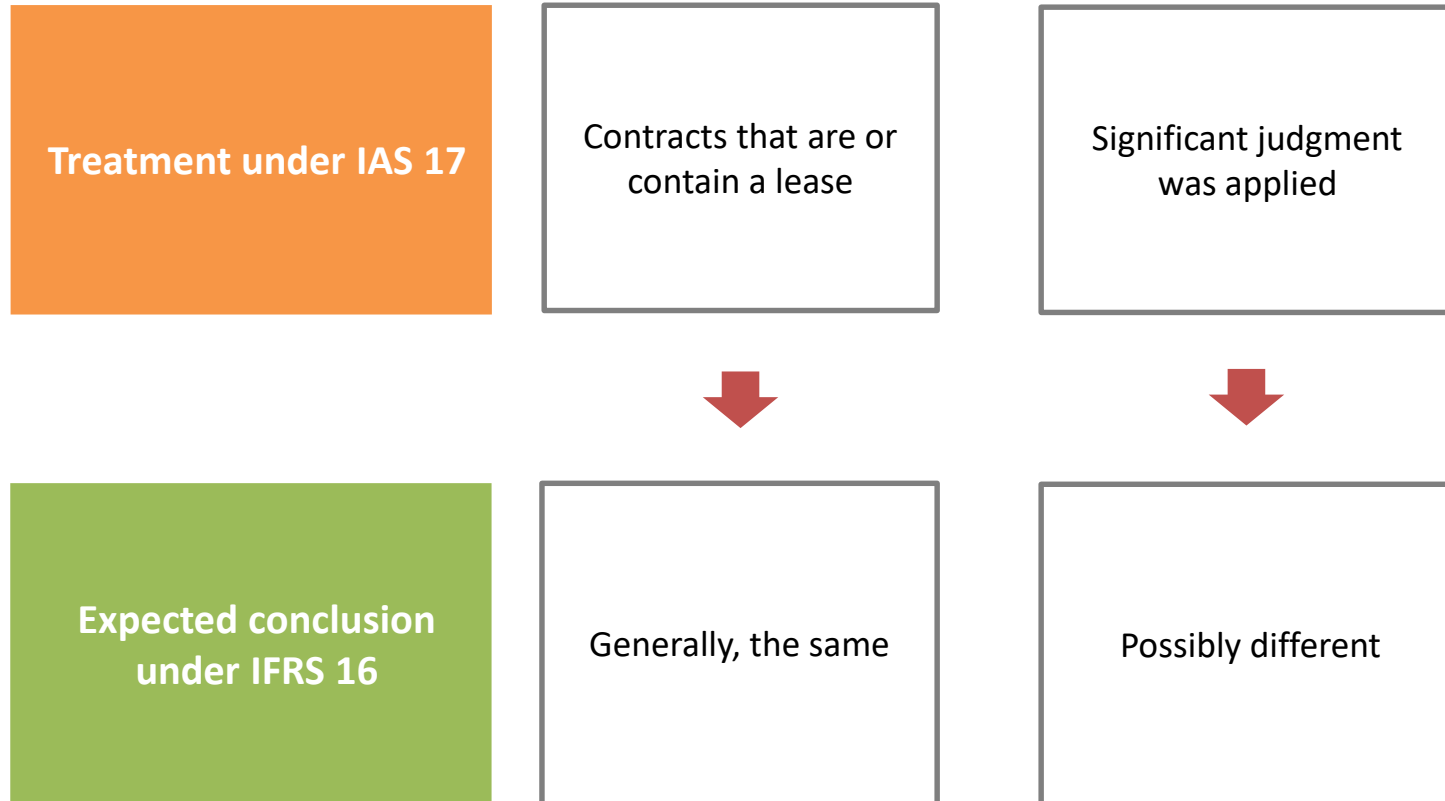 Treatment under IAS 17
Contracts that are or
contain a lease
Significant judgment
was applied
Expected conclusion
under IFRS 16
Generally, the same
Possibly different